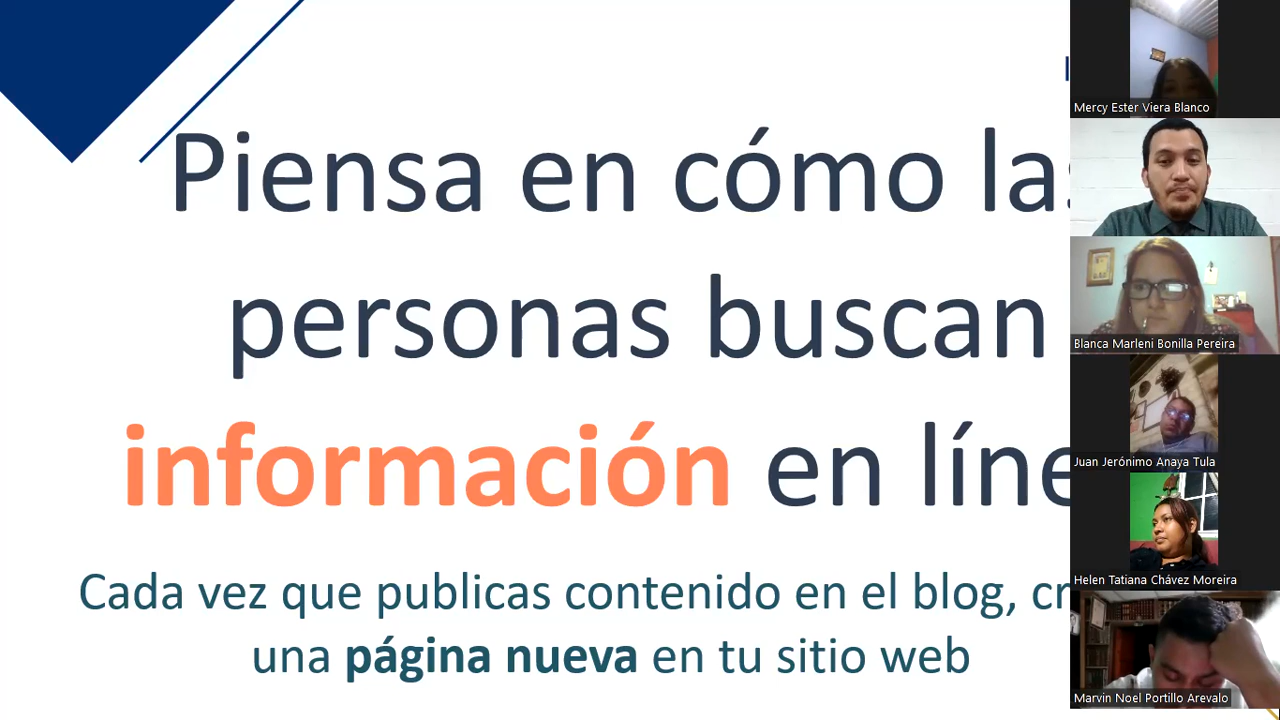 Piensa en cómo las
personas buscan
información en líne
Cada vez que publicas contenido en el blog, cr
una página nueva en tu sitio web
Mercy Ester Viera Blanco
Blanca Marleni Bonilla Pereira
Juan Jerónimo Anaya Tula
Helen Tatiana Chávez Moreira
Marvin Noel Portillo Arevalo